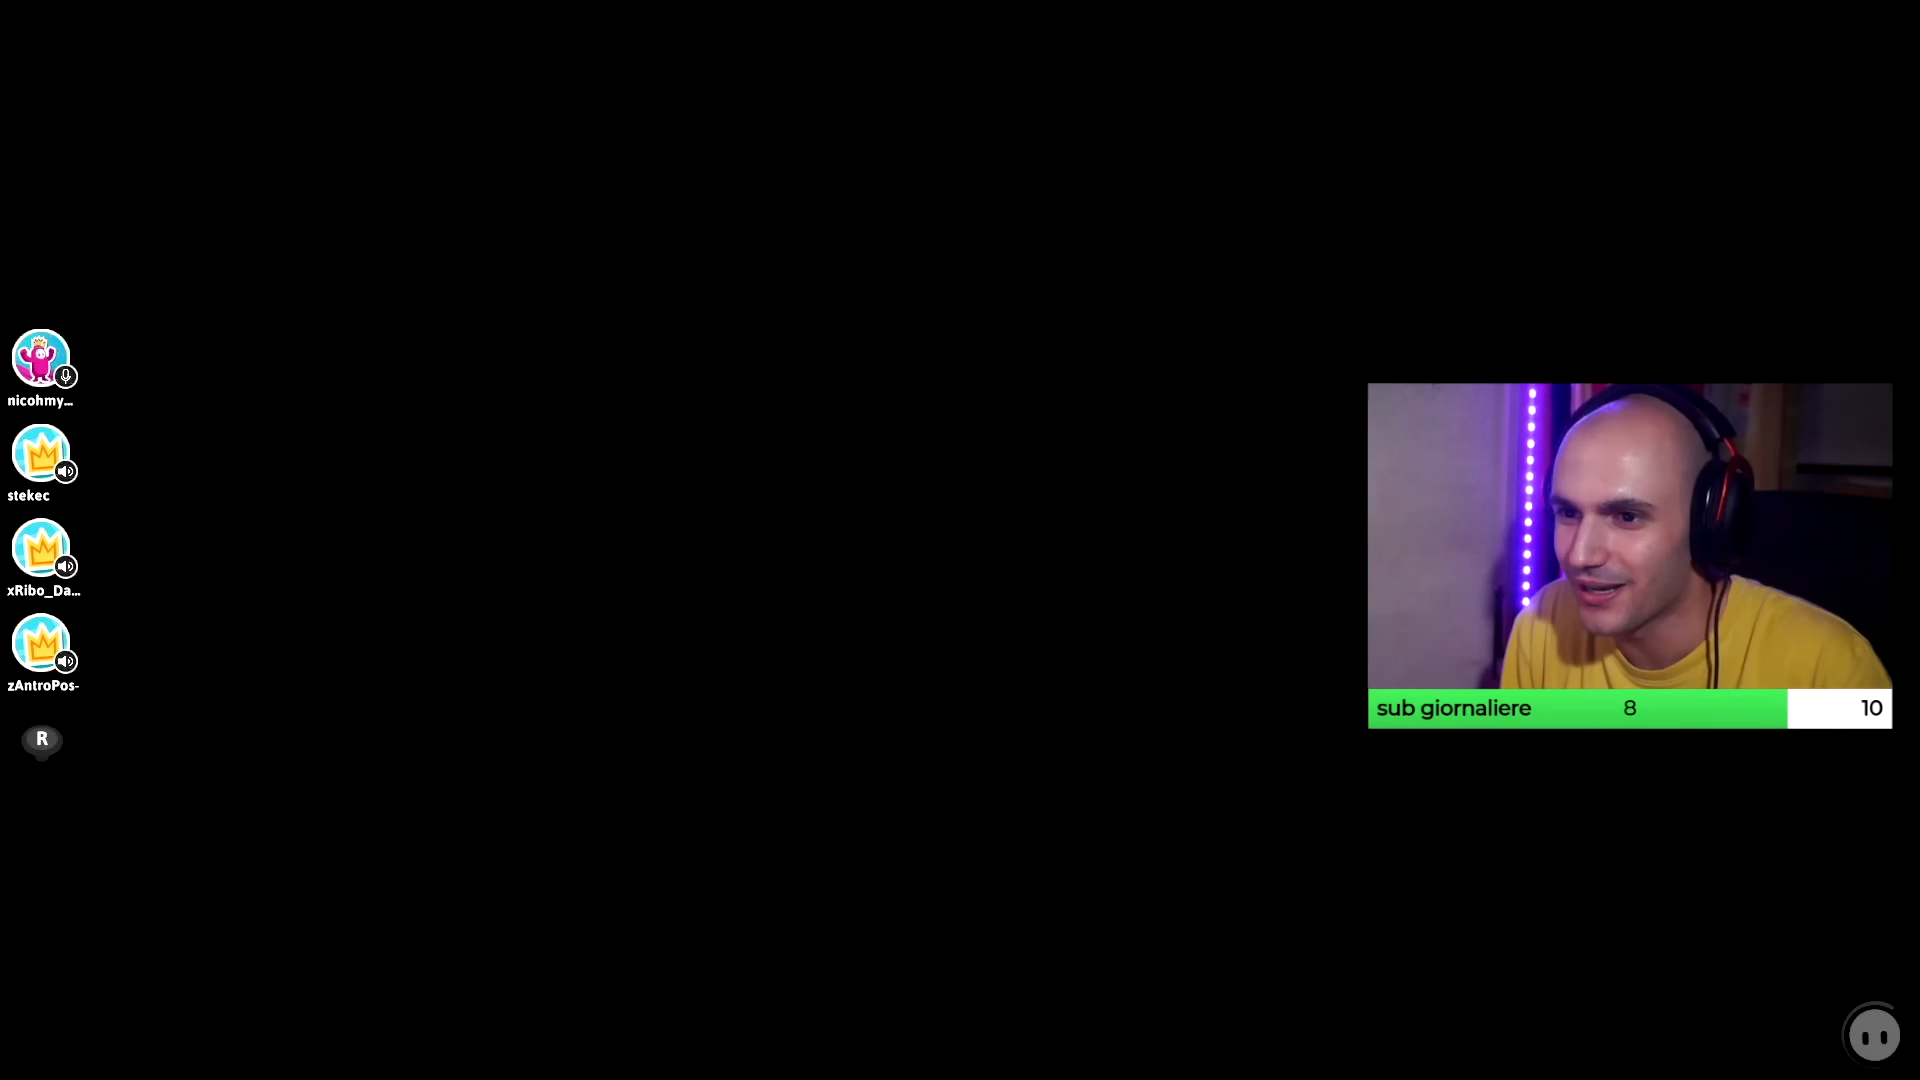 nicohmy...
stekec
xRibo_Da...
zAntroPos-
R
sub giornaliere 8 10